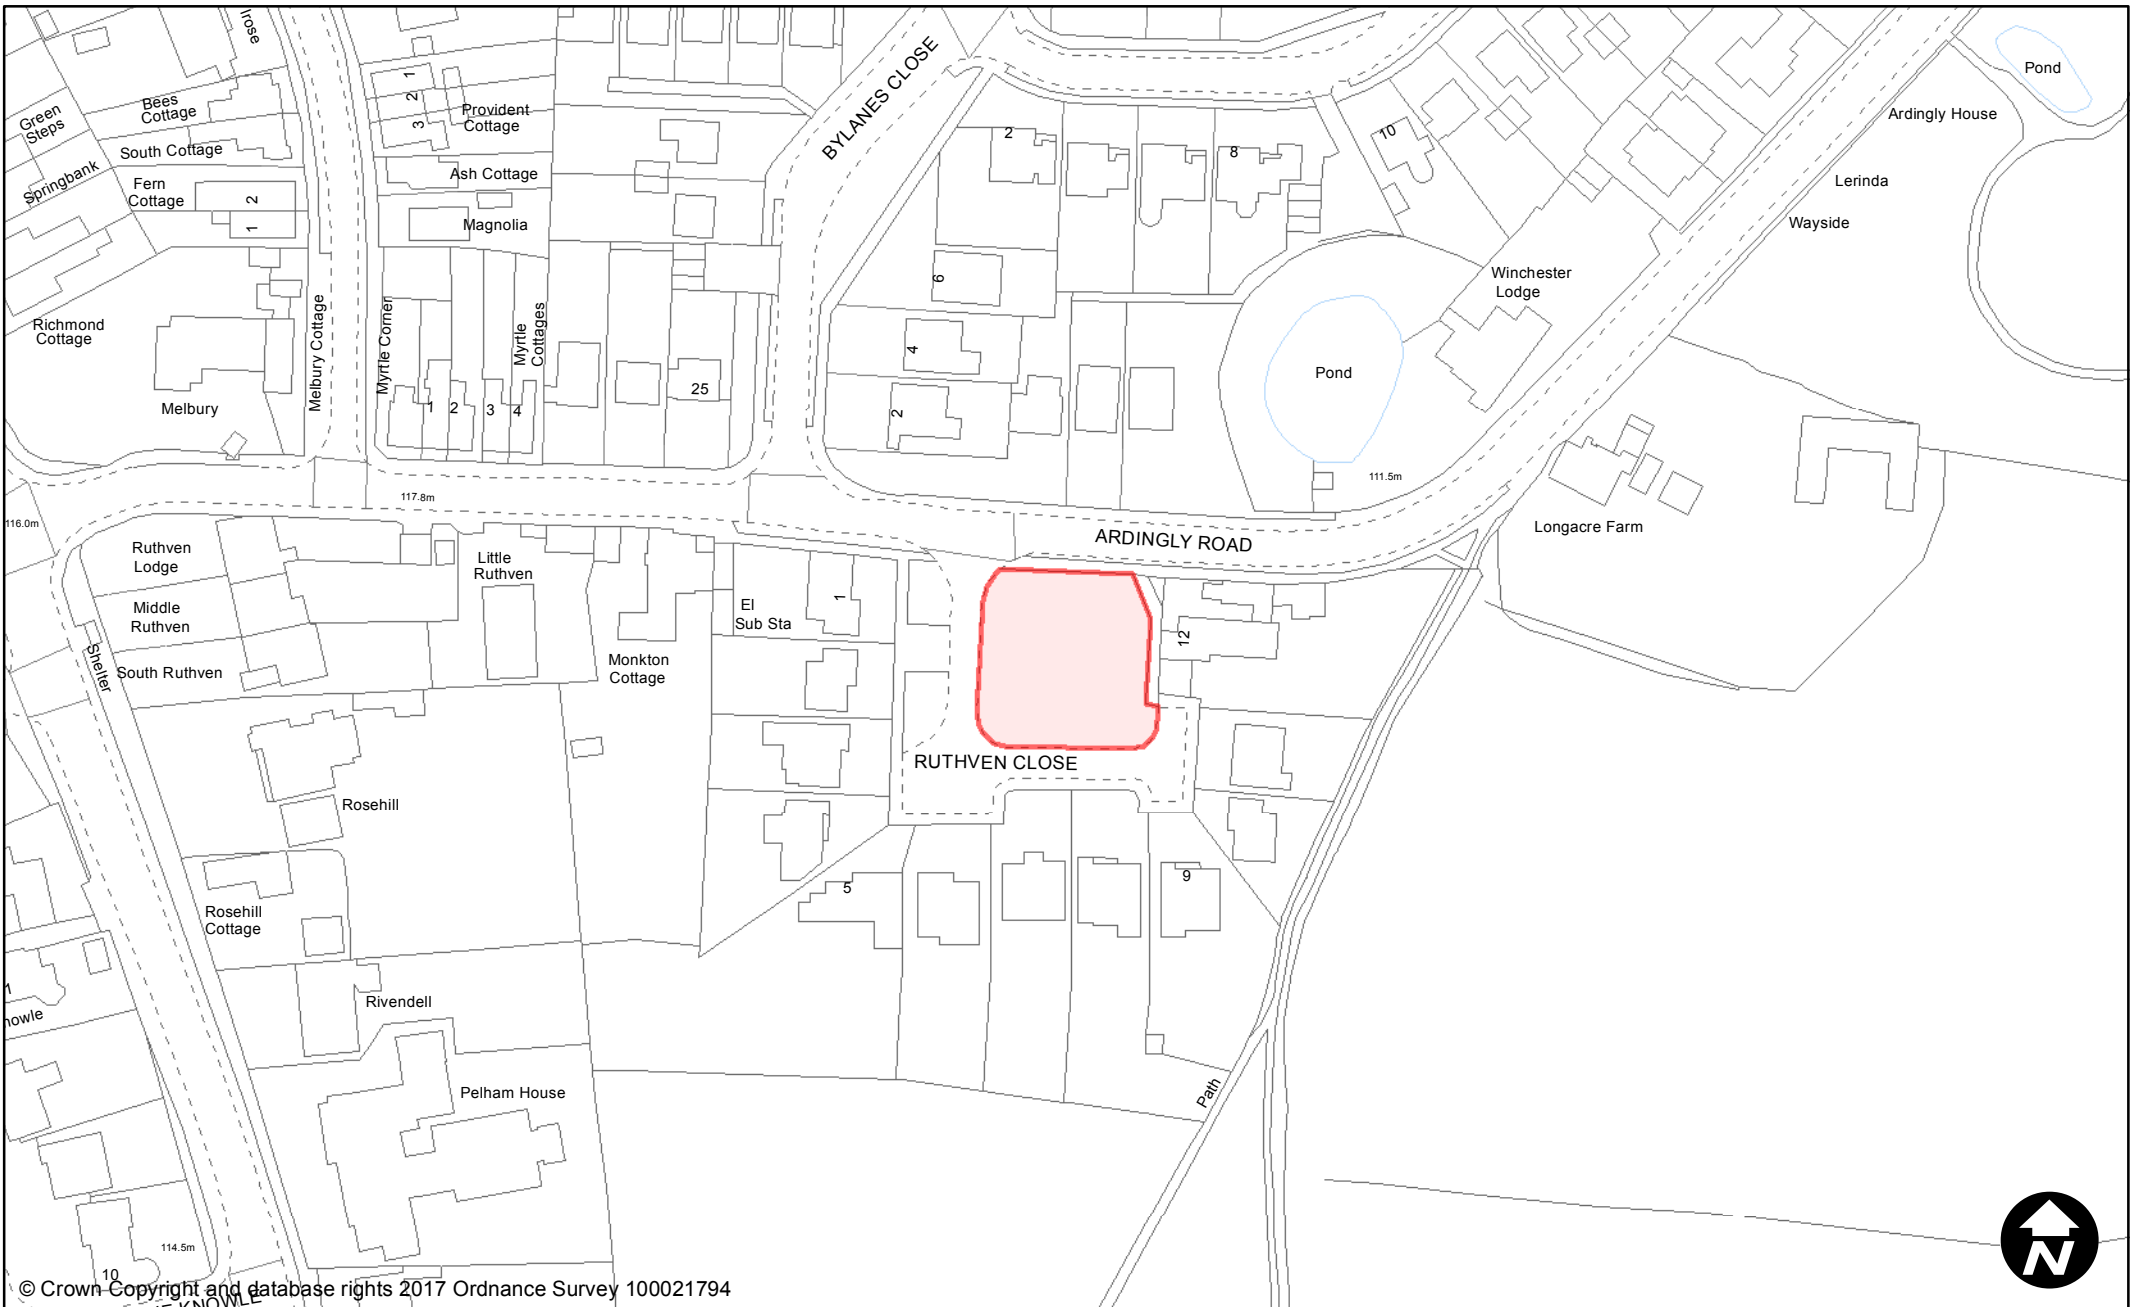 BYLANES CLOSE
Pond
Ardingly House
Lerinda
Wayside
Green
Steps
Bees
Cottage
South Cottage
Springbank
Fern
Cottage
2
1
1
2
3
Provident
Cottage
Ash Cottage
Magnolia
2
8
10
6
4
2
Winchester
Lodge
Pond
Richmond
Cottage
Melbury
Melbury Cottage
Myrtle Corner
Myrtle
Cottages
1
2
3
4
25
117.8m
116.0m
111.5m
ARDINGLY ROAD
Longacre Farm
Ruthven
Lodge
Middle
Ruthven
South Ruthven
Shelter
Little
Ruthven
Monkton
Cottage
El
Sub Sta
1
12
RUTHVEN CLOSE
Rosehill
Rosehill
Cottage
5
9
Rivendell
Pelham House
Path
114.5m
10
N
© Crown Copyright and database rights 2017 Ordnance Survey 100021794
KNOWLE